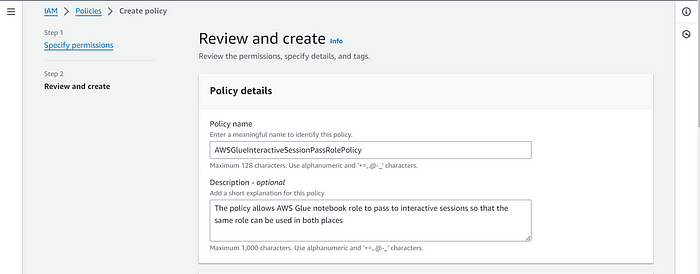 IAM > Policies > Create policy
Step 1
Specify permissions
Step 2
Review and create
Review and create Info
Review the permissions, specify details, and tags.
Policy details
Policy name
Enter a meaningful name to identify this policy.
AWSGlueInteractiveSessionPassRolePolicy
Maximum 128 characters. Use alphanumeric and '+=,.@-_' characters.
Description - optional
Add a short explanation for this policy.
The policy allows AWS Glue notebook role to pass to interactive sessions so that the
same role can be used in both places
Maximum 1,000 characters. Use alphanumeric and '+=,.@-_' characters.